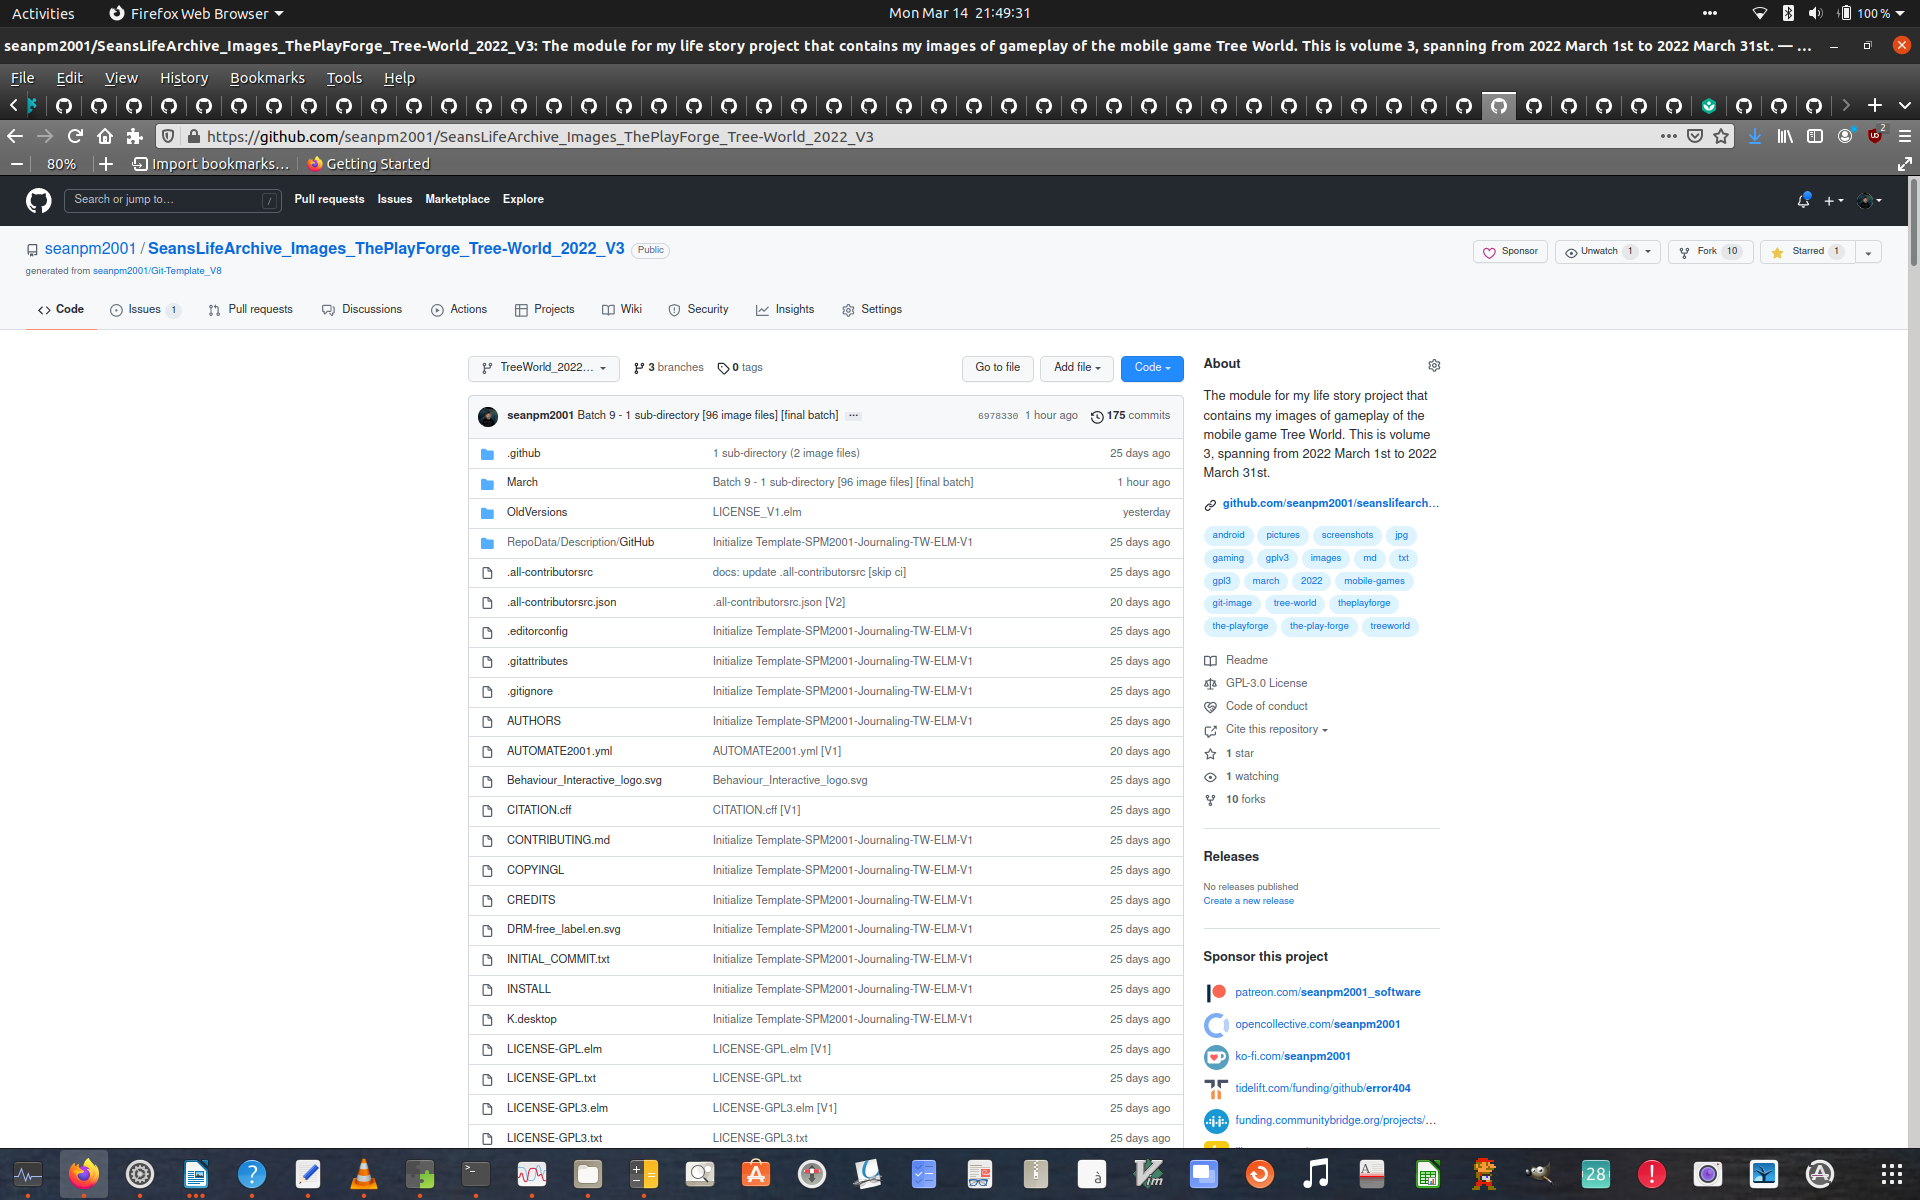 Activities
Firefox Web Browser
Mon Mar 14 21:49:31
100 %
seanpm2001/SeansLifeArchive_Images_ThePlayForge_Tree-World_2022_V3: The module for my life story project that contains my images of gameplay of the mobile game Tree World. This is volume 3, spanning from 2022 March 1st to 2022 March 31st. — ...
File Edit View History Bookmarks Tools Help
https://github.com/seanpm2001/SeansLifeArchive_Images_ThePlayForge_Tree-World_2022_V3
2
80%
Import bookmarks...
Getting Started
Search or jump to...
/
Pull requests Issues Marketplace Explore
seanpm2001 / SeansLifeArchive_Images_ThePlayForge_Tree-World_2022_V3 Public
Sponsor
Unwatch 1
Fork 10
Starred 1
generated from seanpm2001/Git-Template_V8
Code
Issues 1
Pull requests
Discussions
Actions
Projects
Wiki
Security
Insights
Settings
TreeWorld_2022...
3 branches
0 tags
Go to file
Add file
Code
seanpm2001 Batch 9 - 1 sub-directory [96 image files] [final batch] ...
6978330 1 hour ago
175 commits
.github 1 sub-directory (2 image files) 25 days ago
March Batch 9 - 1 sub-directory [96 image files] [final batch] 1 hour ago
OldVersions LICENSE_V1.elm yesterday
RepoData/Description/GitHub Initialize Template-SPM2001-Journaling-TW-ELM-V1 25 days ago
.all-contributorsrc docs: update .all-contributorsrc [skip ci] 25 days ago
.all-contributorsrc.json .all-contributorsrc.json [V2] 20 days ago
.editorconfig Initialize Template-SPM2001-Journaling-TW-ELM-V1 25 days ago
.gitattributes Initialize Template-SPM2001-Journaling-TW-ELM-V1 25 days ago
.gitignore Initialize Template-SPM2001-Journaling-TW-ELM-V1 25 days ago
AUTHORS Initialize Template-SPM2001-Journaling-TW-ELM-V1 25 days ago
AUTOMATE2001.yml AUTOMATE2001.yml [V1] 20 days ago
Behaviour_Interactive_logo.svg Behaviour_Interactive_logo.svg 25 days ago
CITATION.cff CITATION.cff [V1] 25 days ago
CONTRIBUTING.md Initialize Template-SPM2001-Journaling-TW-ELM-V1 25 days ago
COPYINGL Initialize Template-SPM2001-Journaling-TW-ELM-V1 25 days ago
CREDITS Initialize Template-SPM2001-Journaling-TW-ELM-V1 25 days ago
DRM-free_label.en.svg Initialize Template-SPM2001-Journaling-TW-ELM-V1 25 days ago
INITIAL_COMMIT.txt Initialize Template-SPM2001-Journaling-TW-ELM-V1 25 days ago
INSTALL Initialize Template-SPM2001-Journaling-TW-ELM-V1 25 days ago
K.desktop Initialize Template-SPM2001-Journaling-TW-ELM-V1 25 days ago
LICENSE-GPL.elm LICENSE-GPL.elm [V1] 25 days ago
LICENSE-GPL.txt LICENSE-GPL.txt 25 days ago
LICENSE-GPL3.elm LICENSE-GPL3.elm [V1] 25 days ago
LICENSE-GPL3.txt LICENSE-GPL3.txt 25 days ago
About
The module for my life story project that
contains my images of gameplay of the
mobile game Tree World. This is volume
3, spanning from 2022 March 1st to 2022
March 31st.
github.com/seanpm2001/seanslifearch...
android pictures screenshots jpg
gaming gplv3 images md txt
gpl3 march 2022 mobile-games
git-image tree-world theplayforge
the-playforge the-play-forge treeworld
Readme
GPL-3.0 License
Code of conduct
Cite this repository
1 star
1 watching
10 forks
Releases
No releases published
Create a new release
Sponsor this project
patreon.com/seanpm2001_software
opencollective.com/seanpm2001
ko-fi.com/seanpm2001
tidelift.com/funding/github/error404
funding.communitybridge.org/projects/...
28